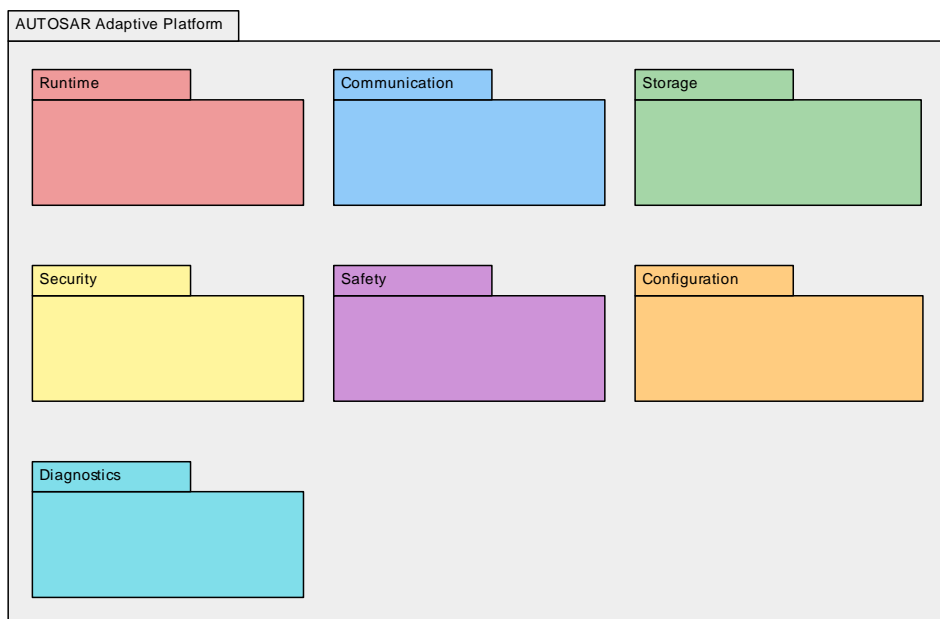 AUTOSAR Adaptive Platform
Runtime
Communication
Storage
Security
Safety
Configuration
Diagnostics